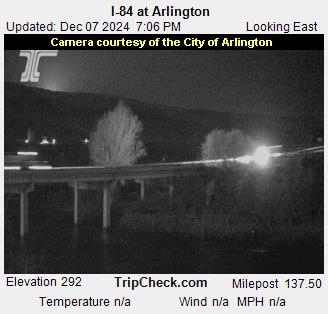 I-84 at Arlington
Updated: Dec 07 2024 7:06 PM Looking East
Camera courtesy of the City of Arlington
Elevation 292 TripCheck.com Milepost 137.50
Temperature n/a Wind n/a MPH n/a